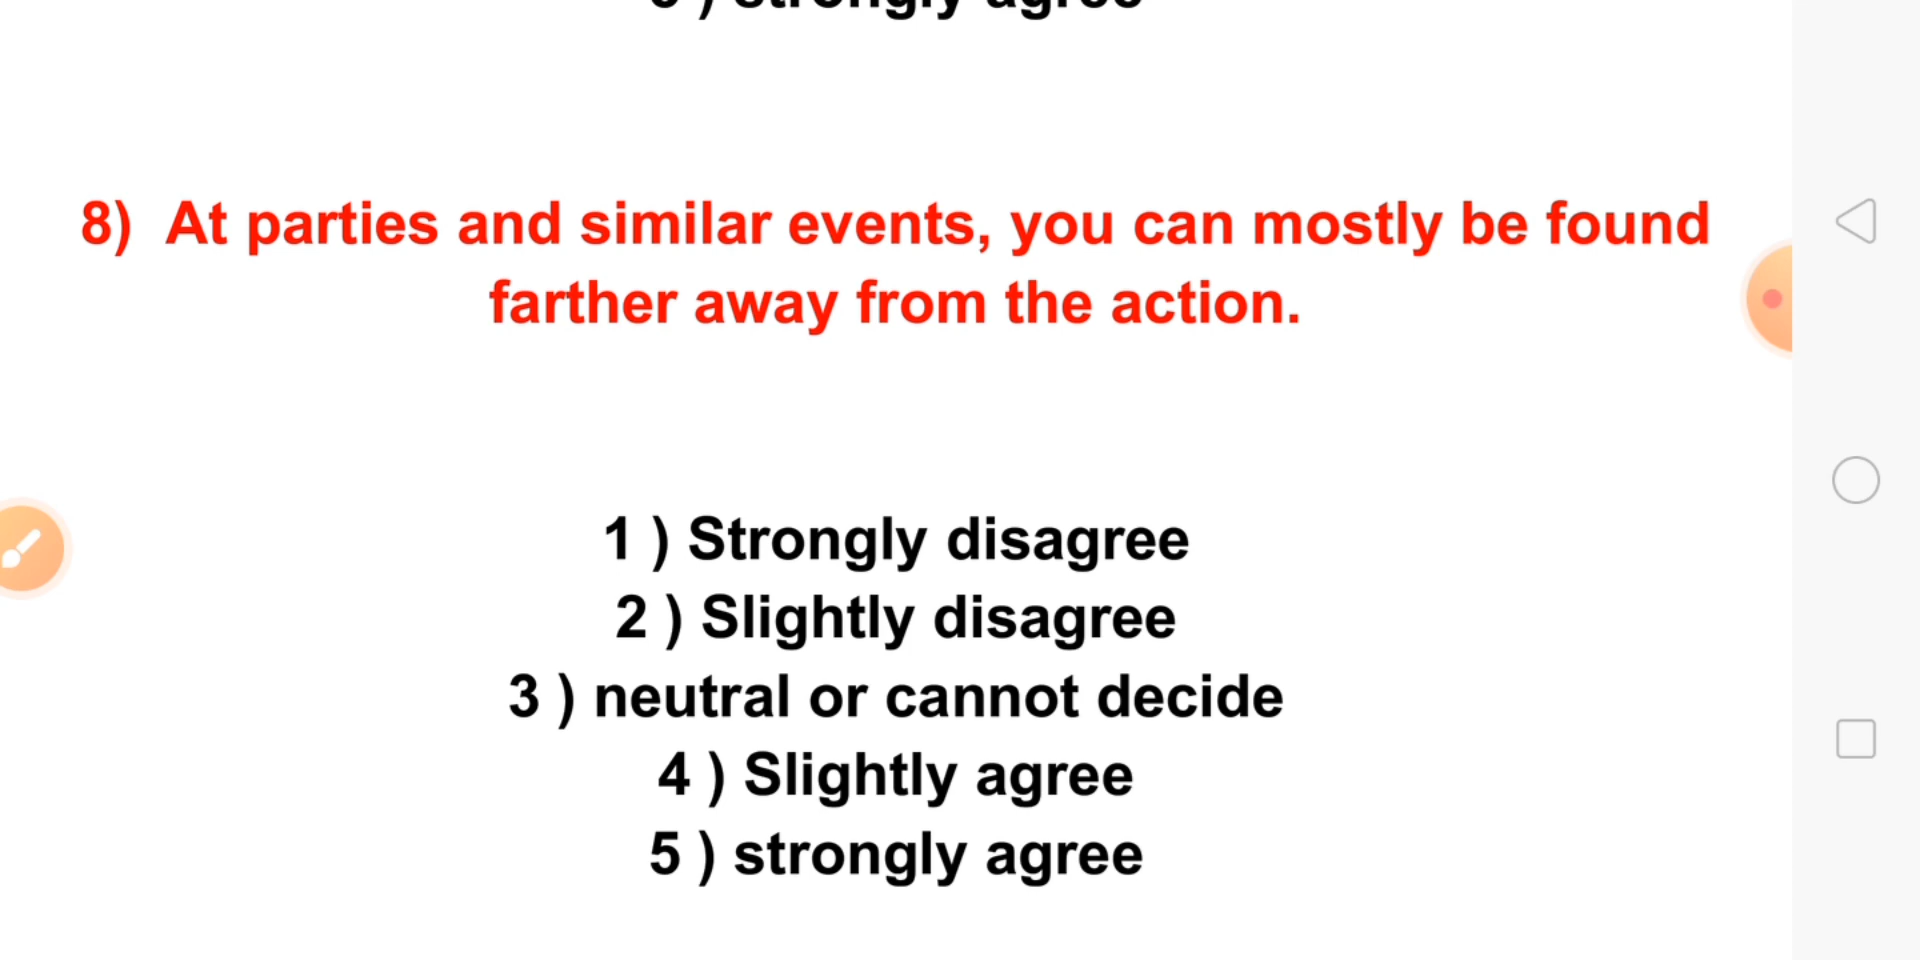 8) At parties and similar events, you can mostly be found
farther away from the action.
1 ) Strongly disagree
2 ) Slightly disagree
3 ) neutral or cannot decide
4 ) Slightly agree
5 ) strongly agree